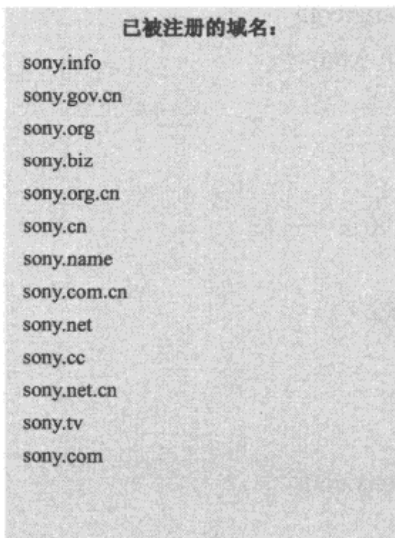 已被注册的域名：
sony.info
sony.gov.cn
sony.org
sony.biz
sony.org.cn
sony.cn
sony.name
sony.com.cn
sony.net
sony.cc
sony.net.cn
sony.tv
sony.com